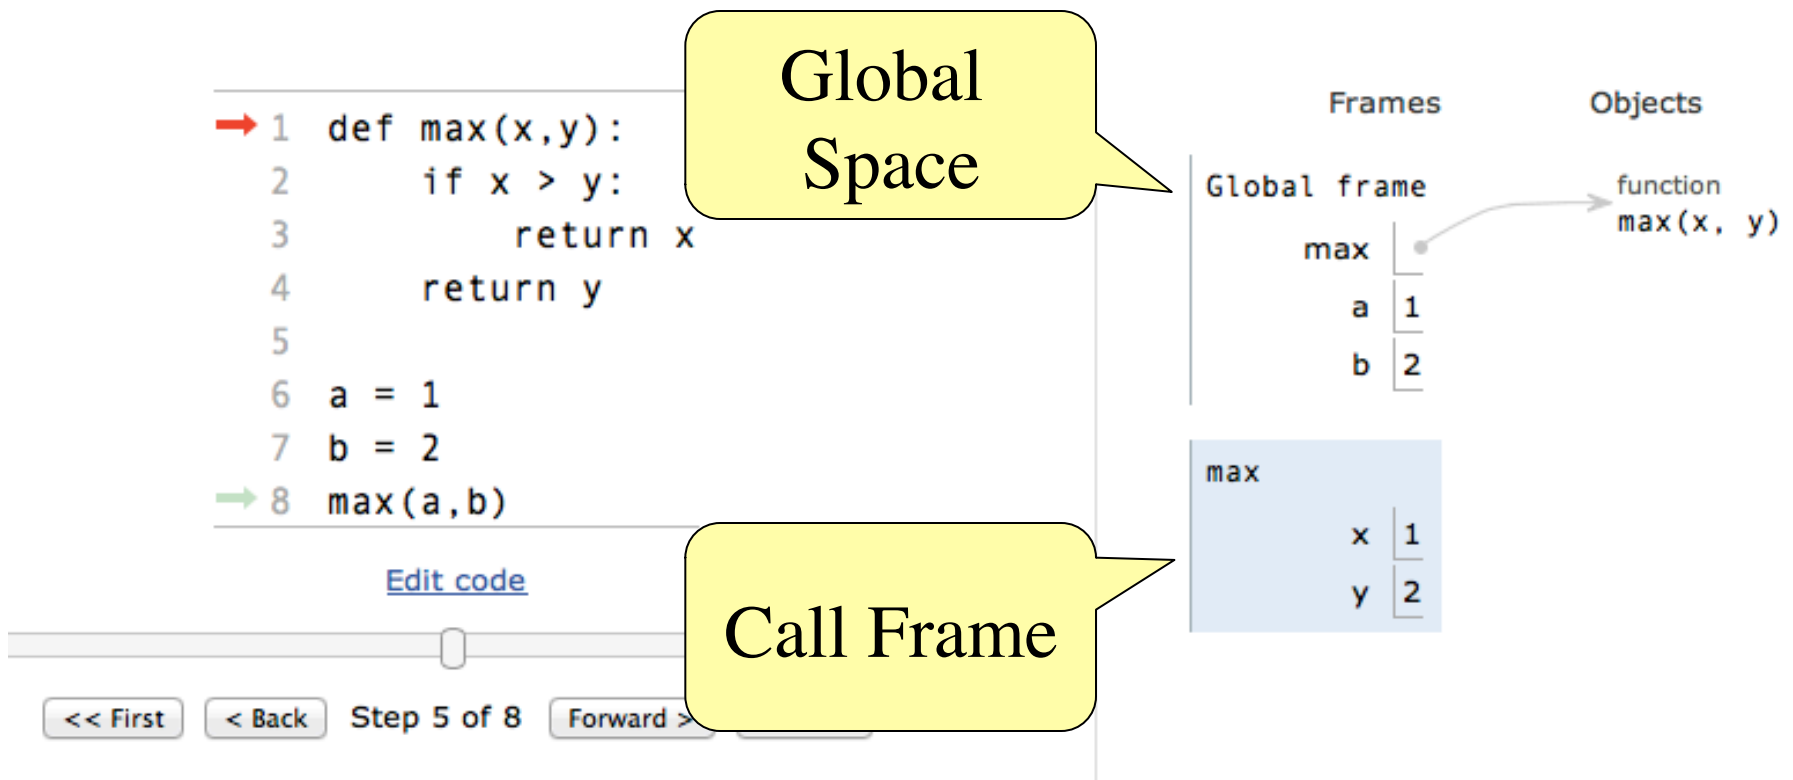 Global
Space
Frames Objects
1 def max(x,y):
2 if x > y:
3 return x
4 return y
5
6 a = 1
7 b = 2
8 max(a,b)
Edit code
<< First < Back Step 5 of 8 Forward >
Global frame
function
max(x, y)
max
a 1
b 2
max
x 1
y 2
Call Frame